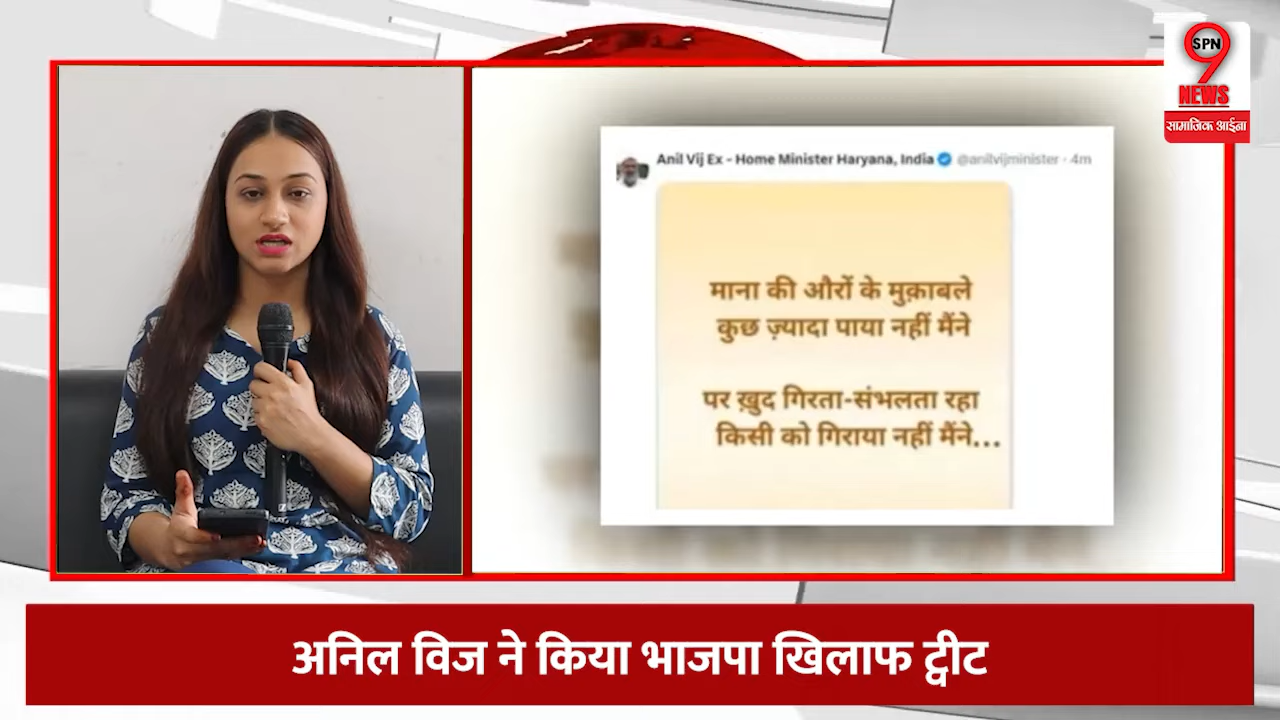 SPN
9
NEWS
सामाजिक आईना
Anil Vij Ex - Home Minister Haryana, India @anilvijminister · 4m
माना की औरों के मुक़ाबले
कुछ ज़्यादा पाया नहीं मैंने
पर ख़ुद गिरता-संभलता रहा
किसी को गिराया नहीं मैंने...
अनिल विज ने किया भाजपा खिलाफ ट्वीट